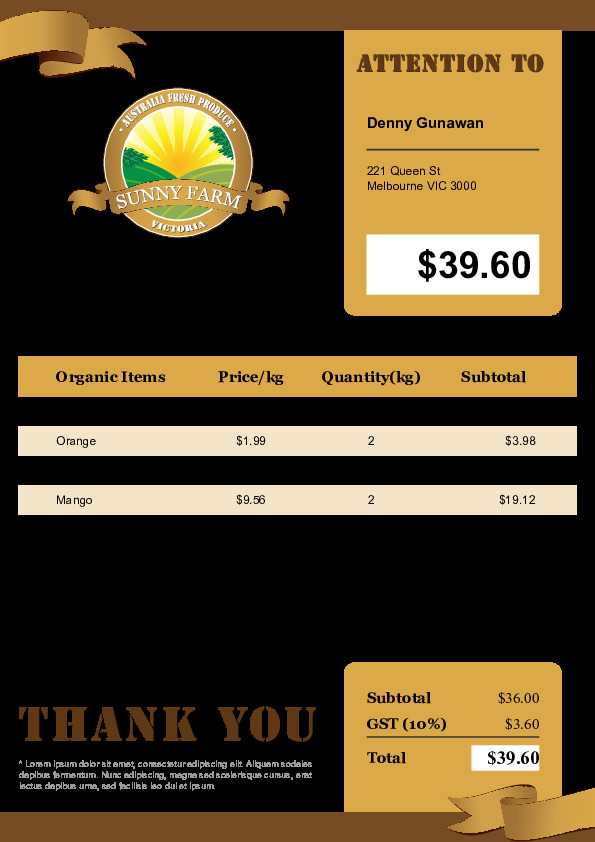 ATTENTION TO
AUSTRALIA FRESH PRODUCE
SUNNY FARM
VICTORIA
Denny Gunawan
221 Queen St
Melbourne VIC 3000
$39.60
Organic Items Price/kg Quantity(kg) Subtotal
Orange $1.99 2 $3.98
Mango $9.56 2 $19.12
Subtotal $36.00
GST (10%) $3.60
Total $39.60
THANK YOU
* Lorem ipsum dolor sit amet, consectetur adipiscing elit. Aliquam sodales
dapibus fermentum. Nunc adipiscing, magna sed scelerisque cursus, erat
lectus dapibus urna, sed facilisis leo dui et ipsum.